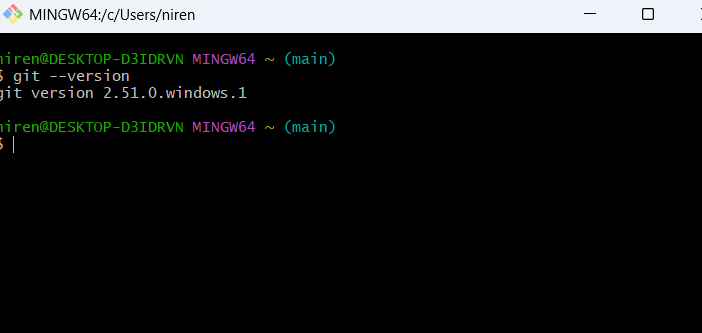 MINGW64:/c/Users/niren
niren@DESKTOP-D3IDRVN MINGW64 ~ (main)
$ git --version
git version 2.51.0.windows.1
niren@DESKTOP-D3IDRVN MINGW64 ~ (main)
$